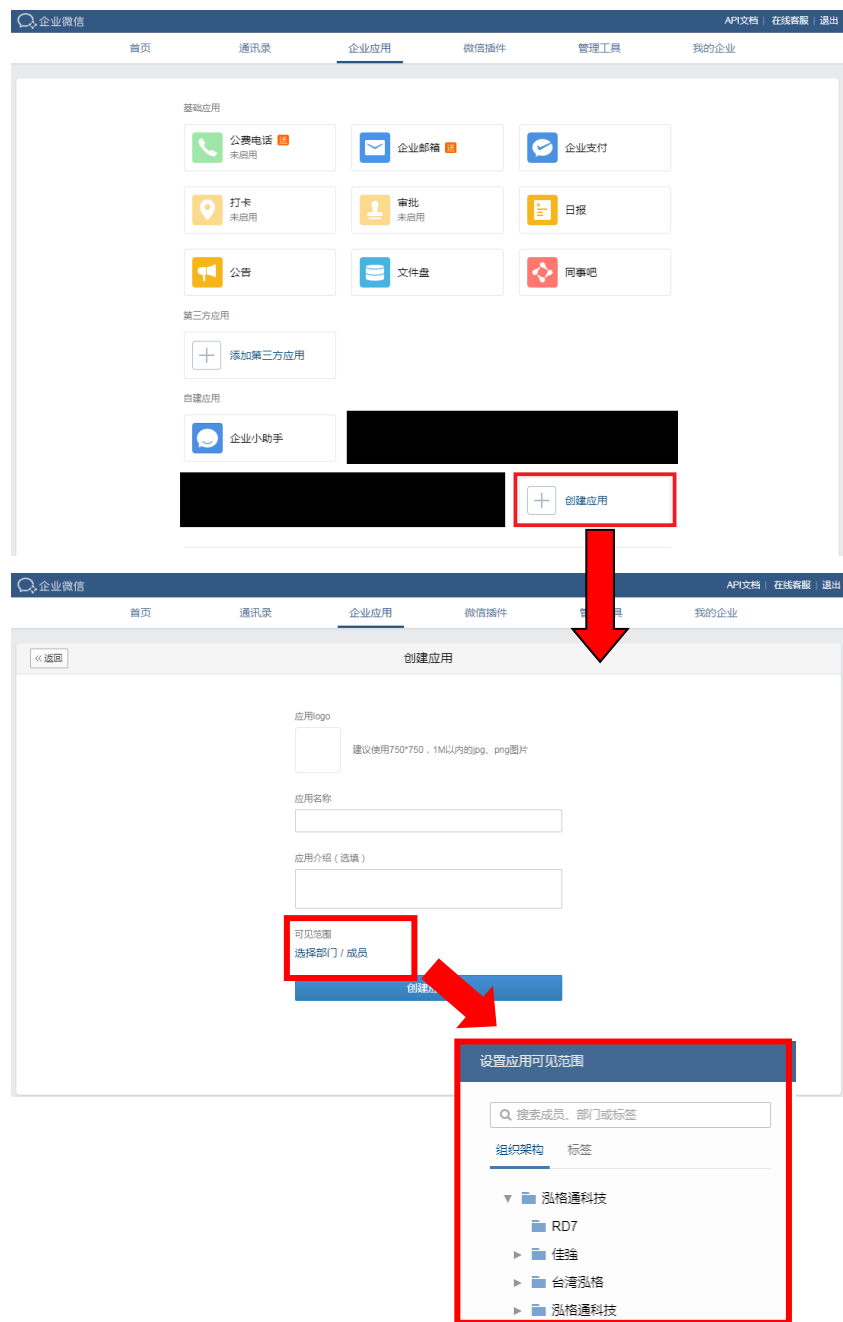 企业微信 API文档 | 在线客服 | 退出
首页 通讯录 企业应用 微信插件 管理工具 我的企业
基础应用
公费电话 送
未启用
企业邮箱 送
企业支付
打卡
未启用
审批
未启用
日报
公告
文件盘
同事吧
第三方应用
添加第三方应用
自建应用
企业小助手
创建应用
企业微信 API文档 | 在线客服 | 退出
首页 通讯录 企业应用 微信插件 具 我的企业
« 返回 创建应用
应用logo
建议使用750*750，1M以内的jpg、png图片
应用名称
应用介绍（选填）
可见范围
选择部门 / 成员
创建
设置应用可见范围
搜索成员、部门或标签
组织架构 标签
泓格通科技
RD7
佳強
台湾泓格
泓格通科技